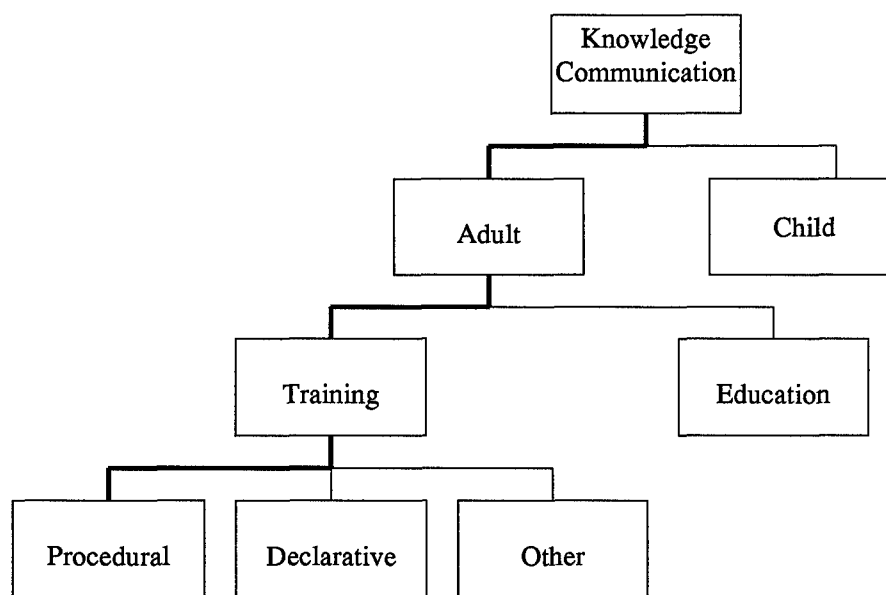 Knowledge
Communication
Adult
Child
Training
Education
Procedural
Declarative
Other